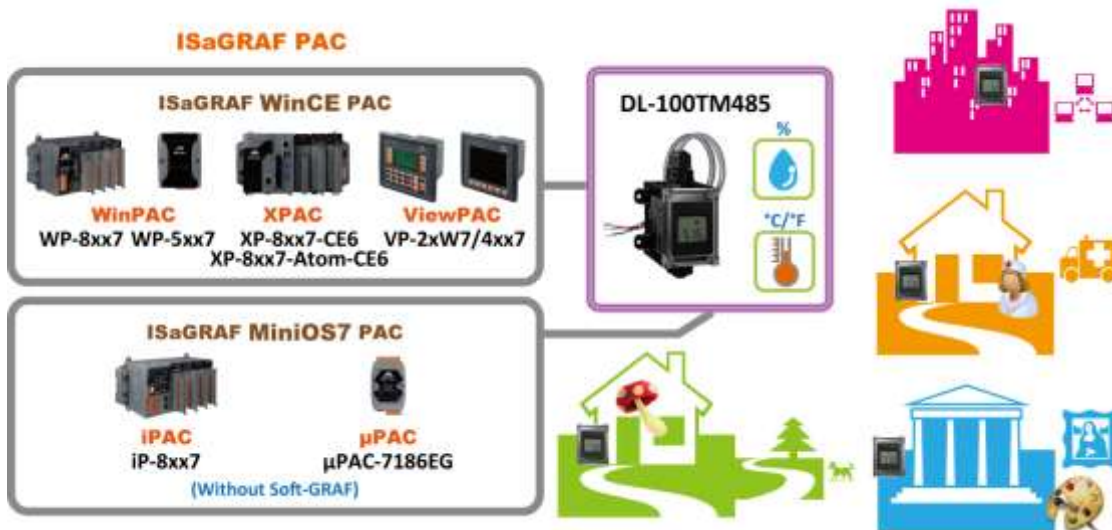 ISaGRAF PAC
ISaGRAF WinCE PAC
WinPAC XPAC ViewPAC
WP-8xx7 WP-5xx7 XP-8xx7-CE6 VP-2xW7/4xx7
XP-8xx7-Atom-CE6
ISaGRAF MiniOS7 PAC
iPAC µPAC
iP-8xx7 µPAC-7186EG
(Without Soft-GRAF)
DL-100TM485
%
°C/°F